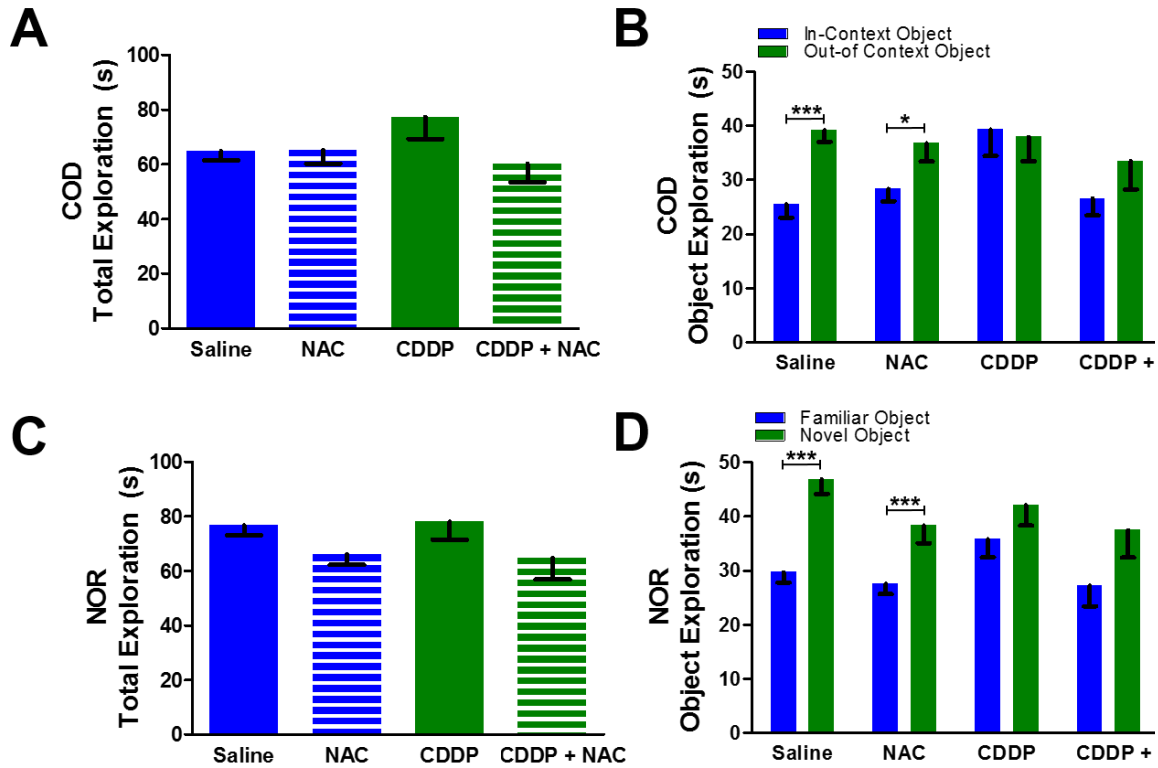 A
COD
Total Exploration (s)
100
80
60
40
20
0
Saline NAC CDDP CDDP + NAC
B
In-Context Object
Out-of Context Object
COD
Object Exploration (s)
50
40
30
20
10
0
*** *
Saline NAC CDDP CDDP +
C
NOR
Total Exploration (s)
100
80
60
40
20
0
Saline NAC CDDP CDDP + NAC
D
Familiar Object
Novel Object
NOR
Object Exploration (s)
50
40
30
20
10
0
*** ***
Saline NAC CDDP CDDP +